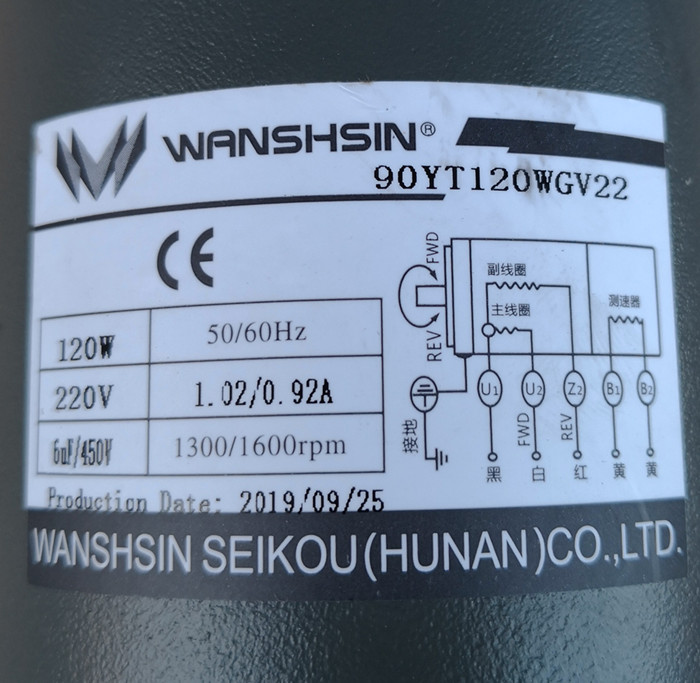 WANSHSIN®
90YT120WGV22
CE
120W 50/60Hz
220V 1.02/0.92A
6uF/450V 1300/1600rpm
Production Date: 2019/09/25
FWD
REV
副线圈
主线圈
测速器
U1 U2 Z2 B1 B2
接地
FWD
REV
黑 白 红 黄 黄
WANSHSIN SEIKOU(HUNAN)CO.,LTD.